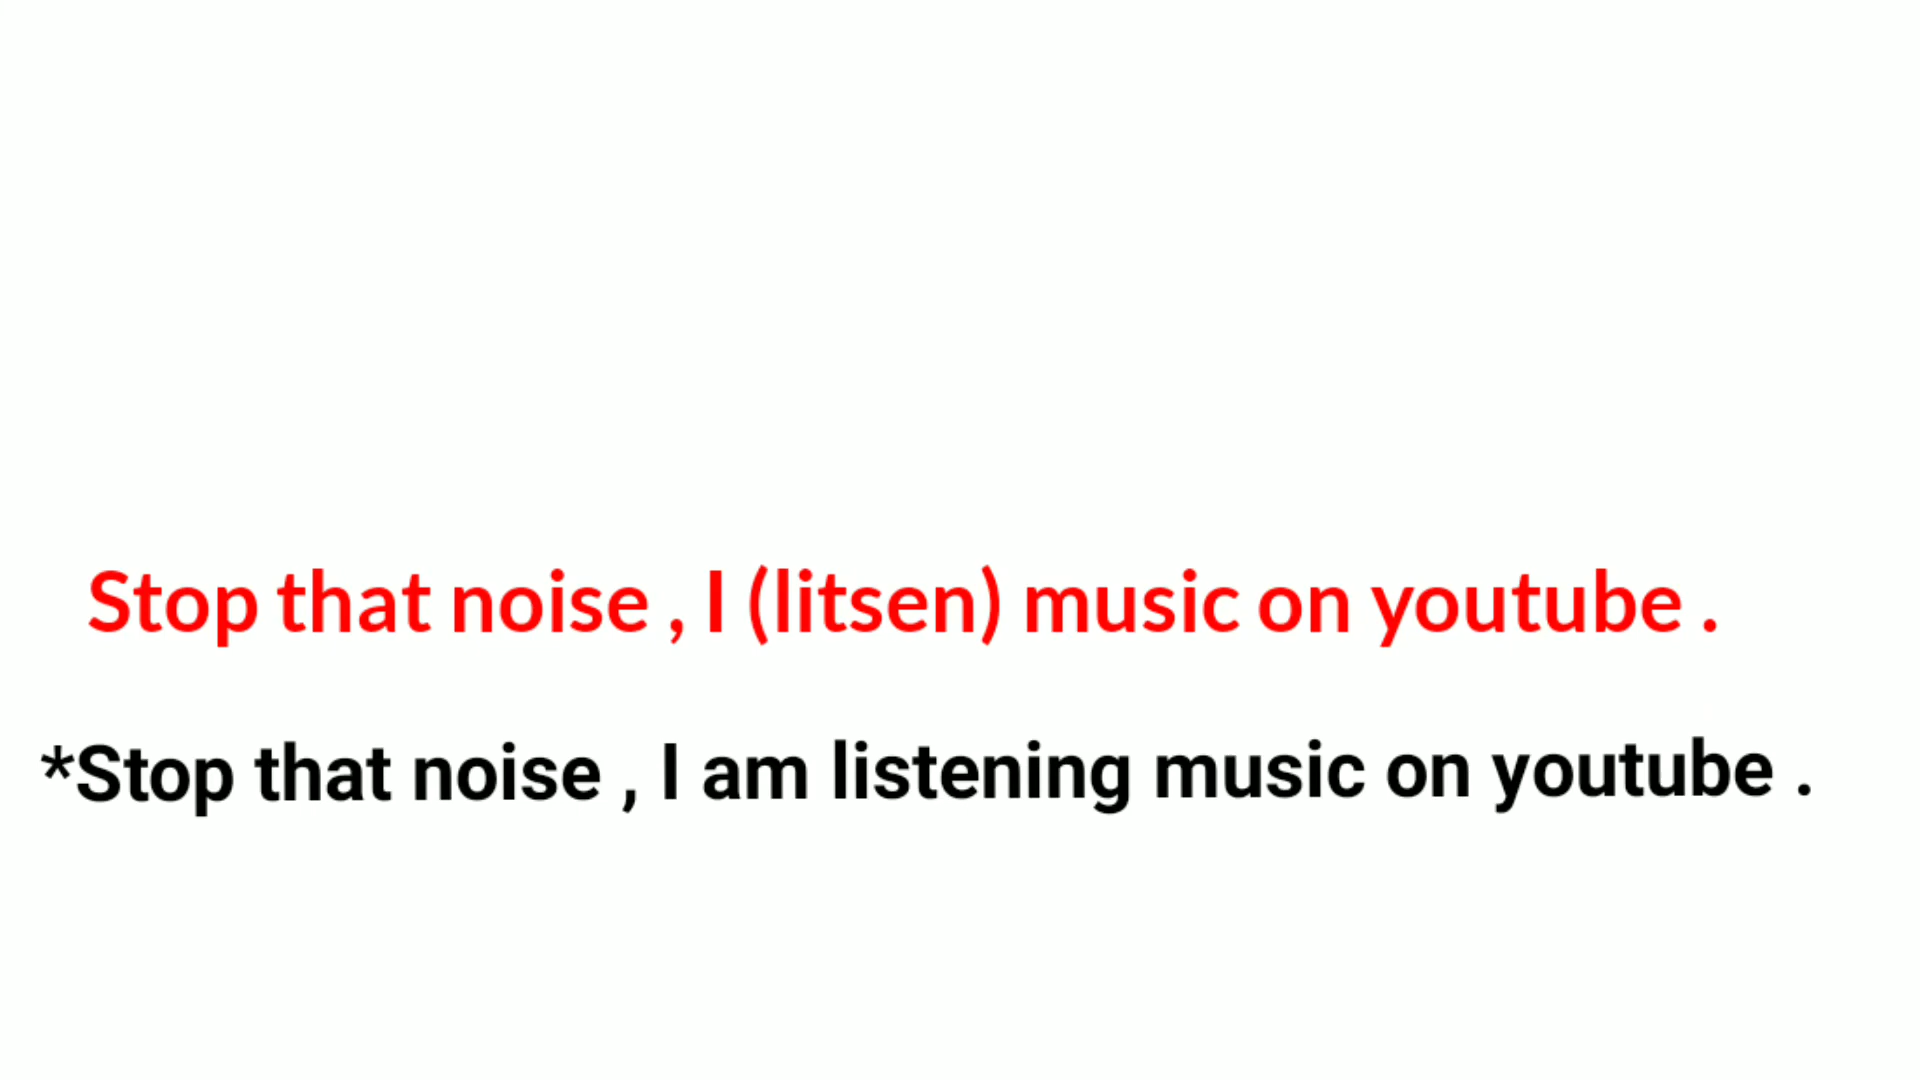 Stop that noise , I (litsen) music on youtube .
*Stop that noise , I am listening music on youtube .